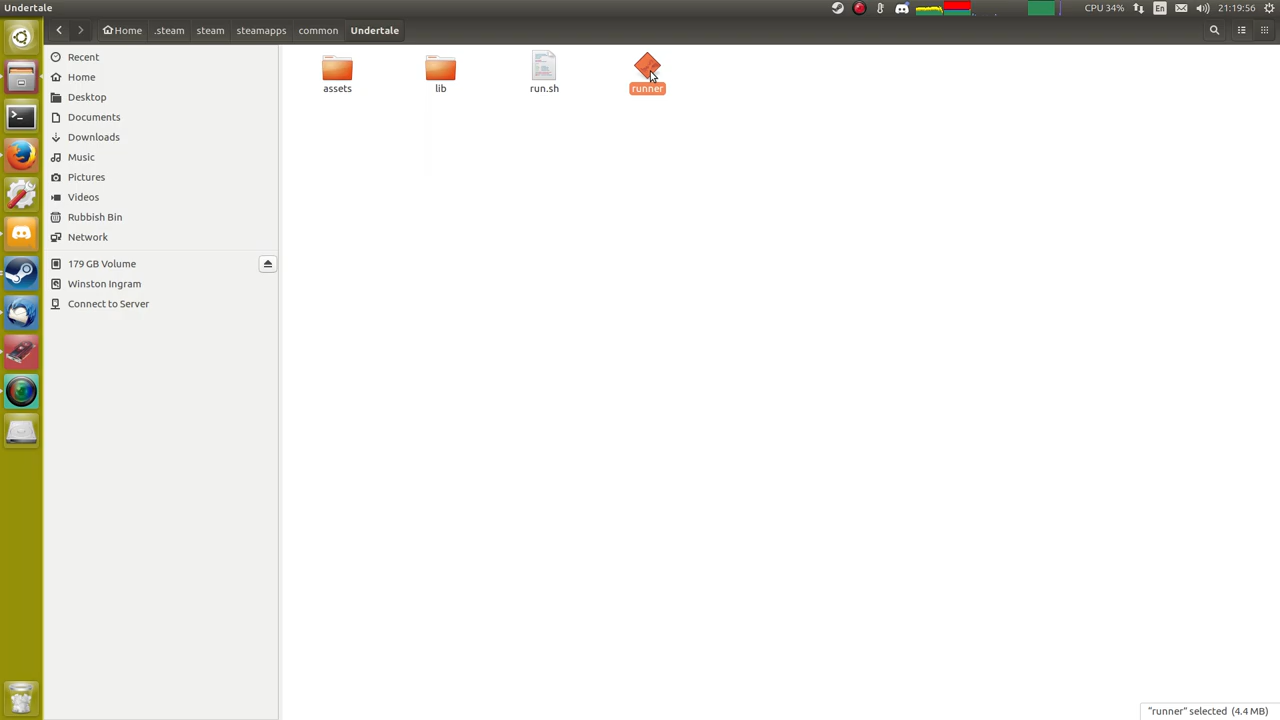 Undertale
CPU 34%
En
21:19:56
Home
.steam
steam
steamapps
common
Undertale
Recent
Home
Desktop
Documents
Downloads
Music
Pictures
Videos
Rubbish Bin
Network
179 GB Volume
Winston Ingram
Connect to Server
assets
lib
run.sh
runner
"runner" selected (4.4 MB)